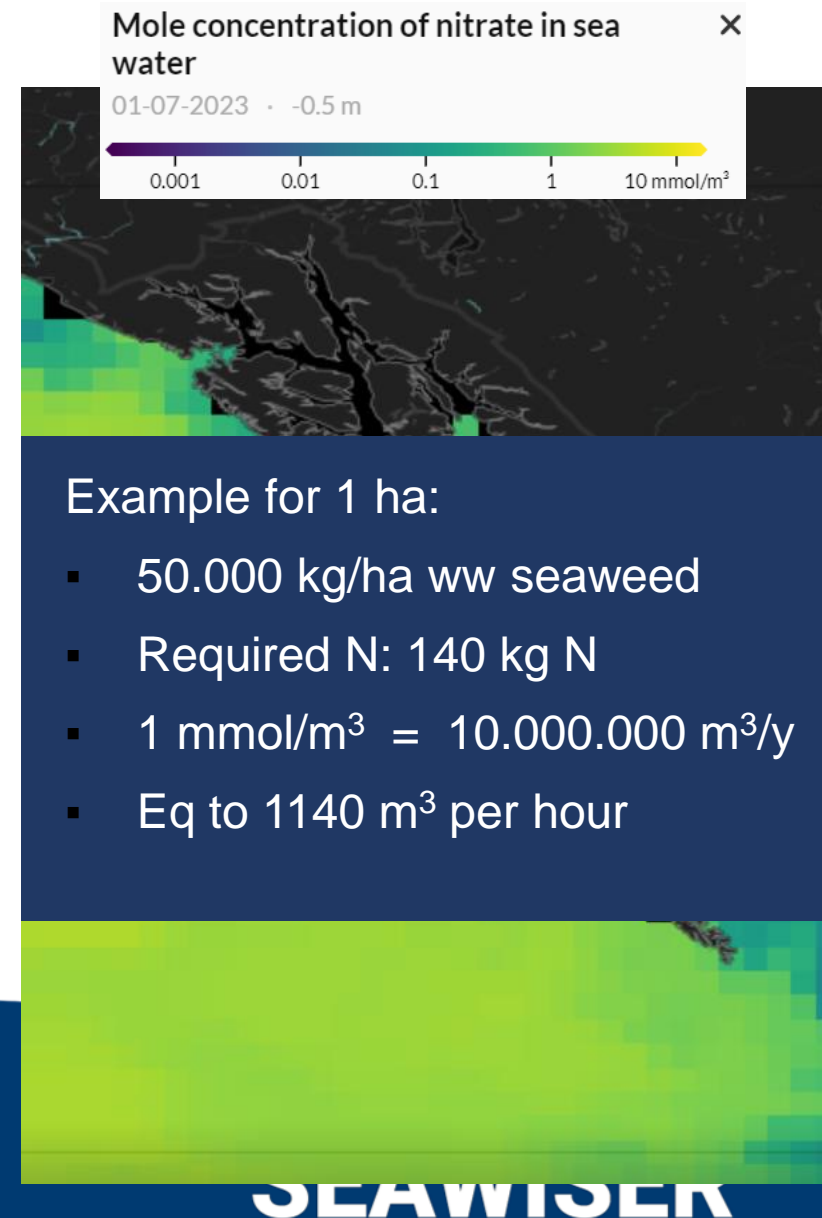 Mole concentration of nitrate in sea ×
water
01-07-2023 · -0.5 m
0.001 0.01 0.1 1 10 mmol/m³
Example for 1 ha:
▪ 50.000 kg/ha ww seaweed
▪ Required N: 140 kg N
▪ 1 mmol/m³ = 10.000.000 m³/y
▪ Eq to 1140 m³ per hour
SEAWISER